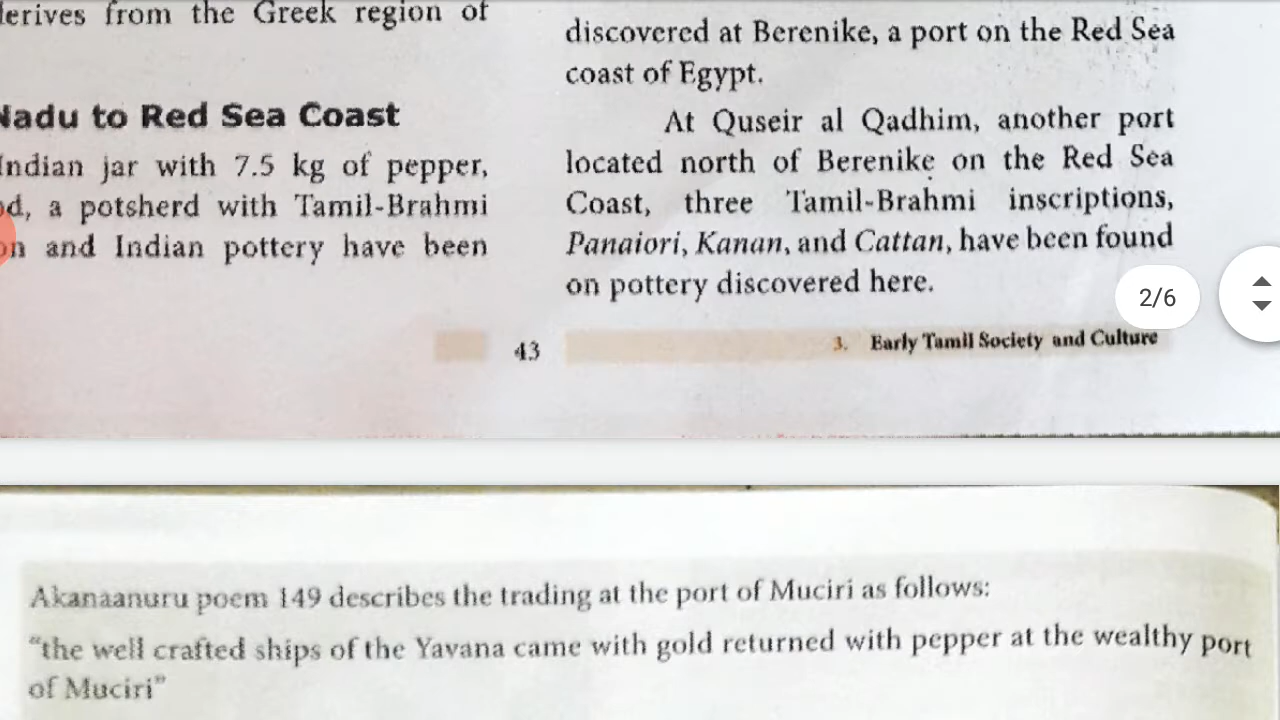 derives from the Greek region of
Nadu to Red Sea Coast
Indian jar with 7.5 kg of pepper,
a potsherd with Tamil-Brahmi
and Indian pottery have been
discovered at Berenike, a port on the Red Sea
coast of Egypt.
At Quseir al Qadhim, another port
located north of Berenike on the Red Sea
Coast, three Tamil-Brahmi inscriptions,
Panaiori, Kanan, and Cattan, have been found
on pottery discovered here.
2/6
43
3. Early Tamil Society and Culture
Akanaanuru poem 149 describes the trading at the port of Muciri as follows:
“the well crafted ships of the Yavana came with gold returned with pepper at the wealthy port
of Muciri”